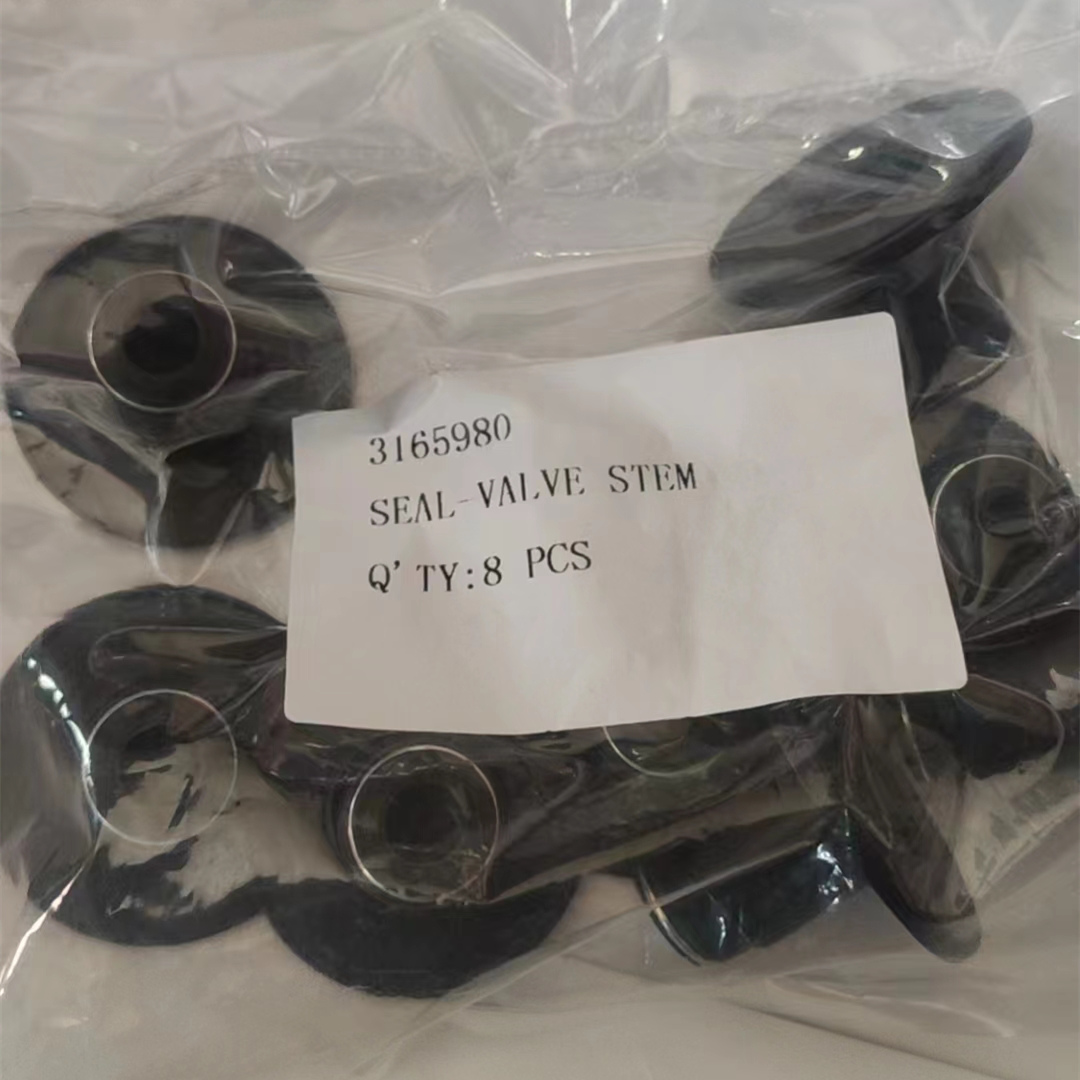 3165980
SEAL-VALVE STEM
Q'TY:8 PCS